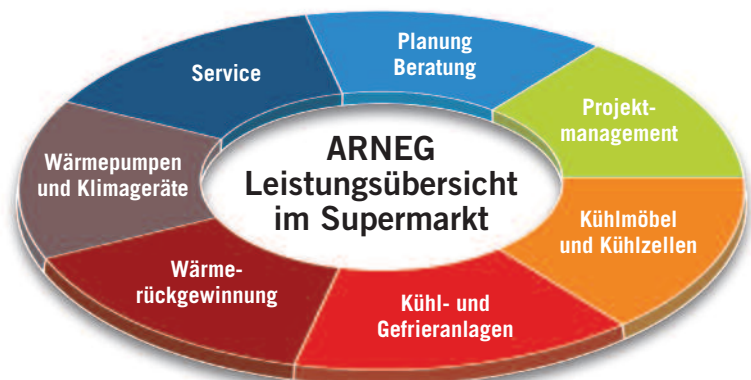 ARNEG
Leistungsübersicht
im Supermarkt
Planung
Beratung
Projekt-
management
Kühlmöbel
und Kühlzellen
Kühl- und
Gefrieranlagen
Wärme-
rückgewinnung
Wärmepumpen
und Klimageräte
Service